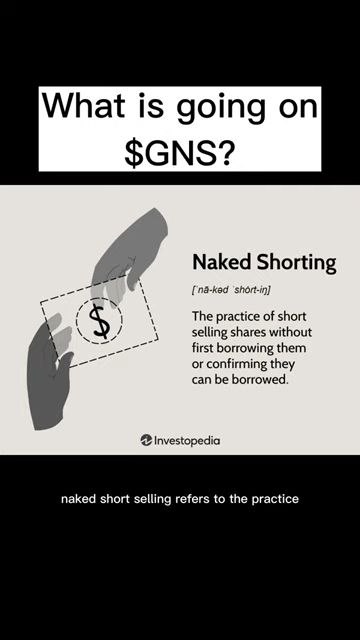 What is going on
$GNS?
Naked Shorting
[ˈnā-kəd ˈshȯrt-iŋ]
The practice of short
selling shares without
first borrowing them
or confirming they
can be borrowed.
$
Investopedia
naked short selling refers to the practice